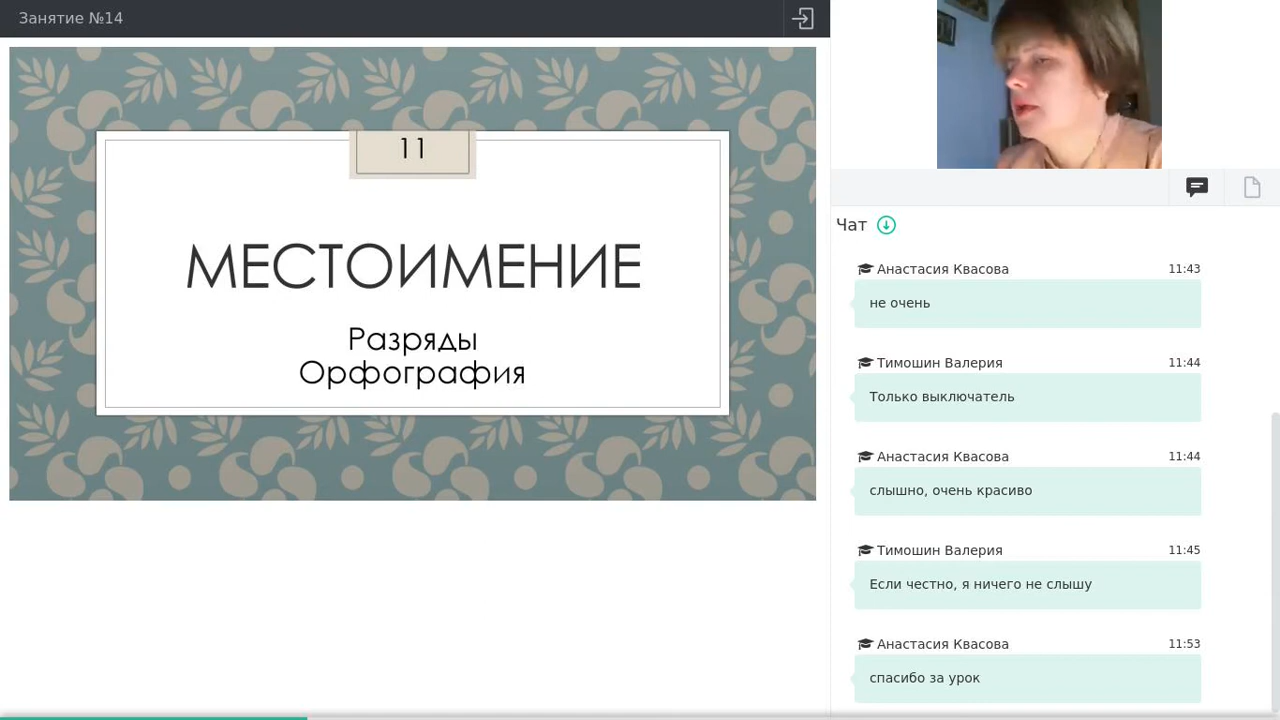 Занятие №14
11
МЕСТОИМЕНИЕ
Разряды
Орфография
Чат
Анастасия Квасова 11:43
не очень
Тимошин Валерия 11:44
Только выключатель
Анастасия Квасова 11:44
слышно, очень красиво
Тимошин Валерия 11:45
Если честно, я ничего не слышу
Анастасия Квасова 11:53
спасибо за урок